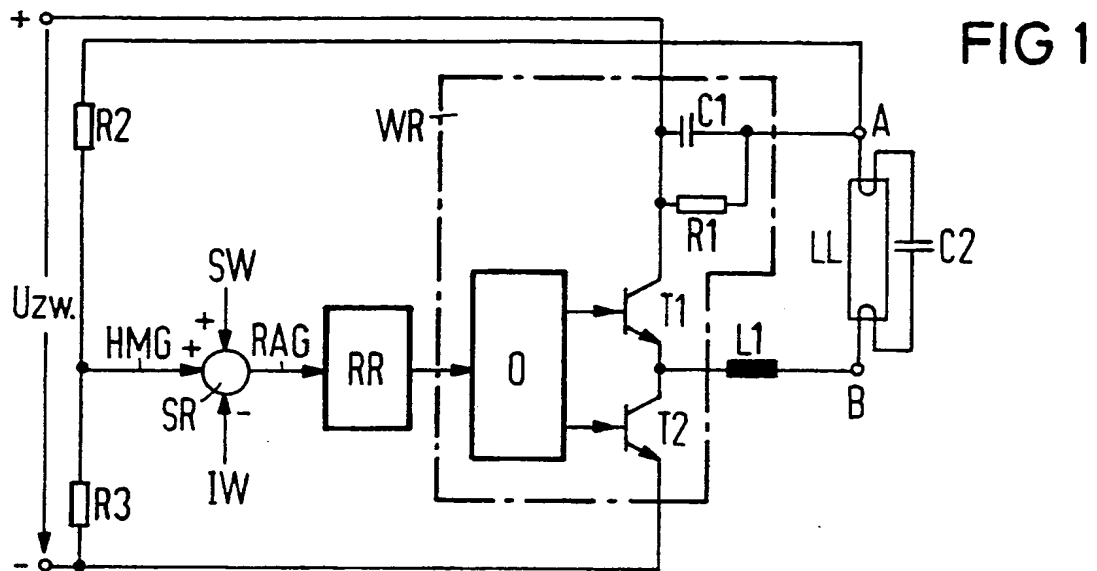 FIG 1
+
R2
WR
C1
A
R1
LL
C2
SW
+
Uzw.
HMG
+
RAG
RR
O
T1
L1
SR
-
B
T2
IW
R3
-